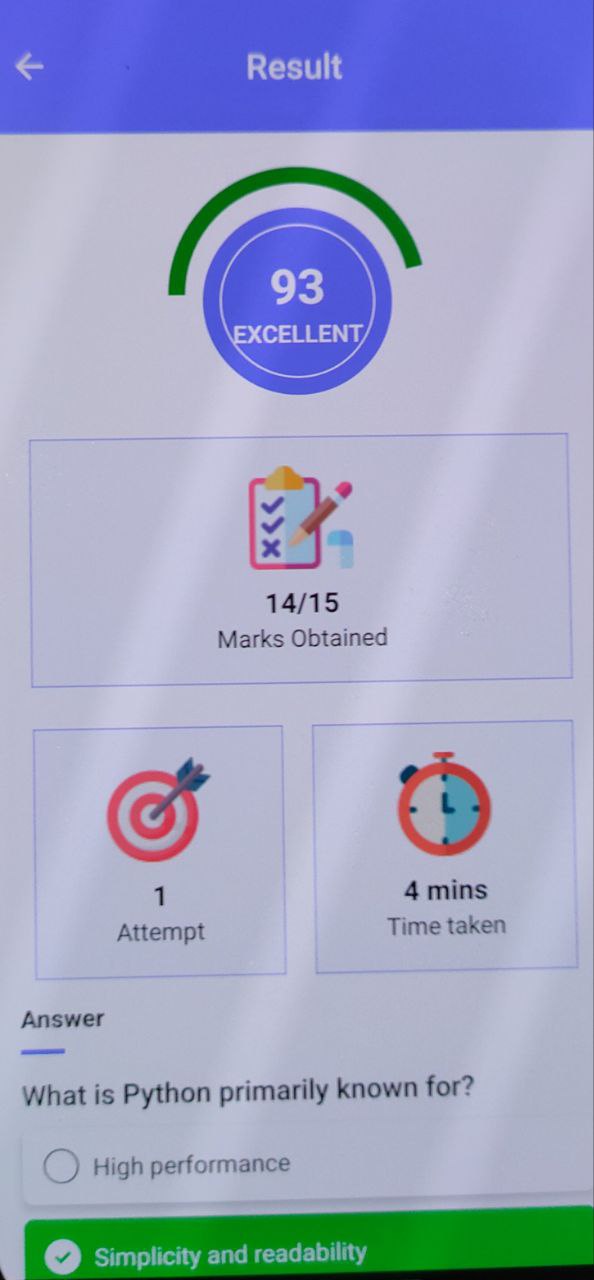 Result
93
EXCELLENT
14/15
Marks Obtained
1
Attempt
4 mins
Time taken
Answer
What is Python primarily known for?
High performance
Simplicity and readability